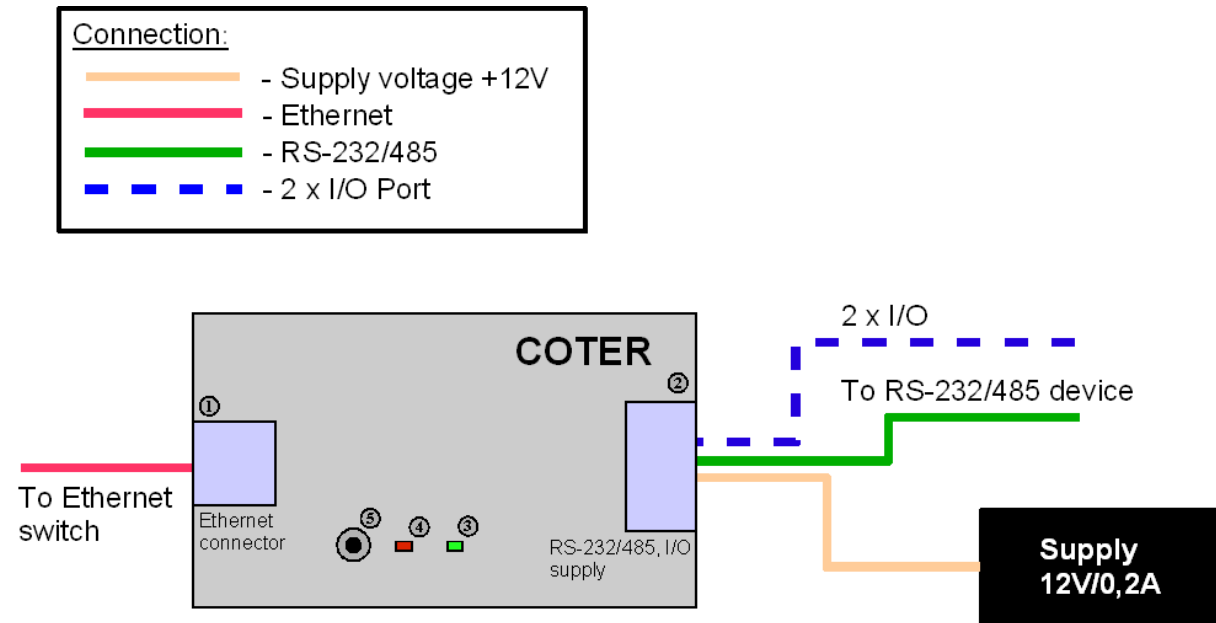 Connection:
- Supply voltage +12V
- Ethernet
- RS-232/485
- 2 x I/O Port
2 x I/O
COTER
②
To RS-232/485 device
①
To Ethernet
switch
Ethernet
connector
⑤
④
③
RS-232/485, I/O
supply
Supply
12V/0,2A